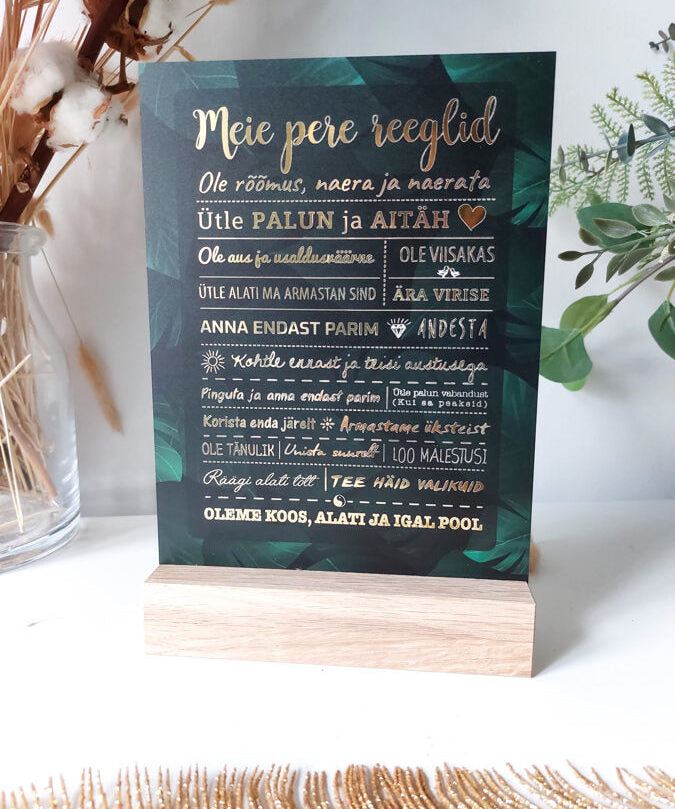 Meie pere reeglid
Ole rõõmus, naera ja naerata
Ütle PALUN ja AITÄH
Ole aus ja usaldusväärne
OLE VIISAKAS
ÜTLE ALATI MA ARMASTAN SIND
ÄRA VIRISE
ANNA ENDAST PARIM
ANDESTA
Kohtle ennast ja teisi austusega
Pinguta ja anna endast parim
Ütle palun vabandust
(Kui sa peaksid)
Korista enda järelt
Armastame üksteist
OLE TÄNULIK
Unista suurelt
LOO MÄLESTUSI
Räägi alati tõtt
TEE HÄID VALIKUID
OLEME KOOS, ALATI JA IGAL POOL